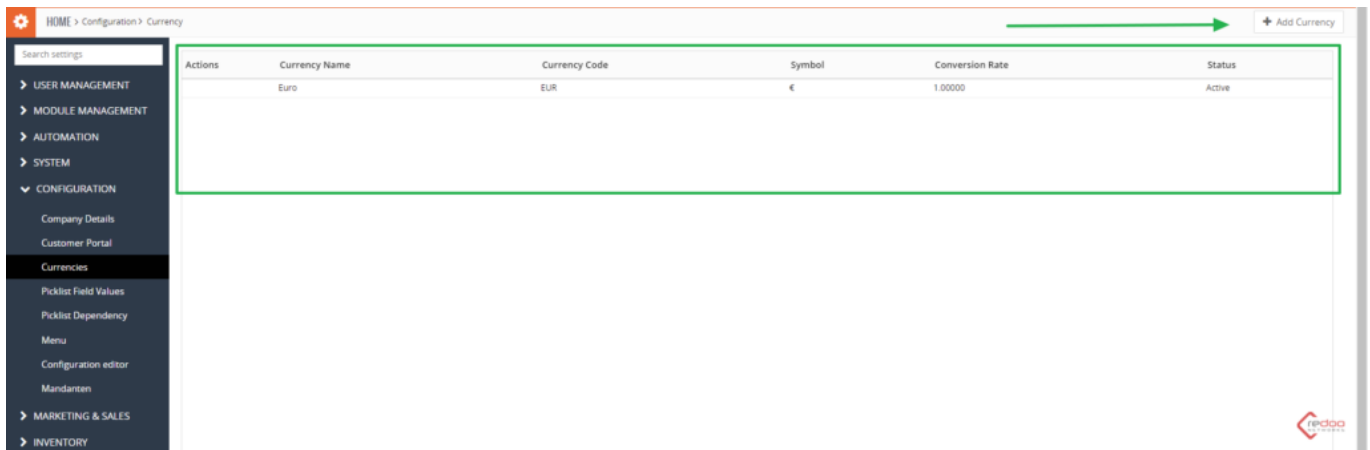 HOME > Configuration > Currency
+ Add Currency
Search settings
Actions Currency Name Currency Code Symbol Conversion Rate Status
Euro EUR € 1.00000 Active
USER MANAGEMENT
MODULE MANAGEMENT
AUTOMATION
SYSTEM
CONFIGURATION
Company Details
Customer Portal
Currencies
Picklist Field Values
Picklist Dependency
Menu
Configuration editor
Mandanten
MARKETING & SALES
INVENTORY
redoo
NETWORKS